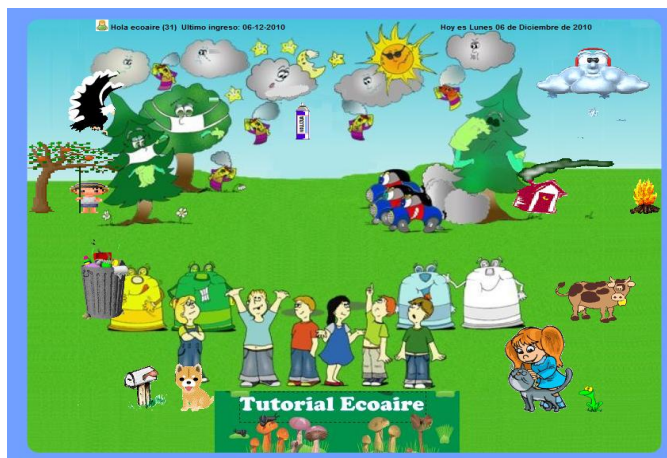 Hola ecoaire (31) Ultimo ingreso: 06-12-2010
Hoy es Lunes 06 de Diciembre de 2010
Tutorial Ecoaire